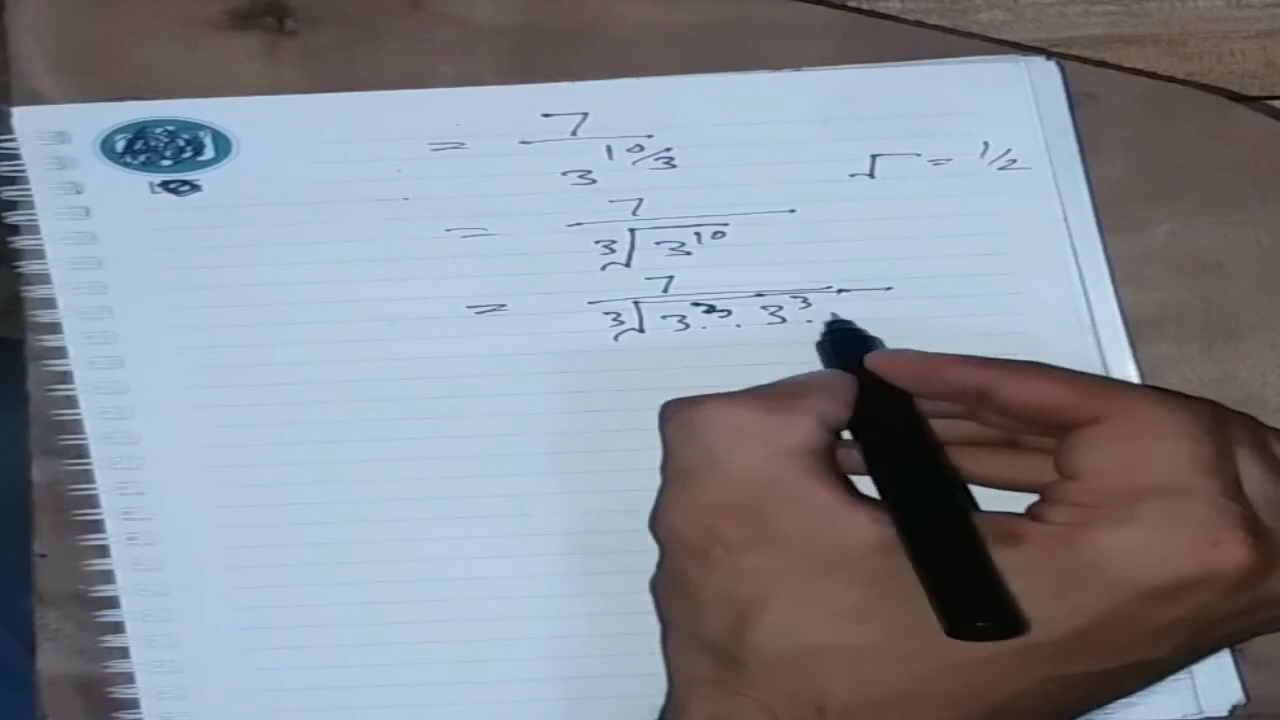 = 7 / 3^{10/3}
√ = 1/2
= 7 / ∛(3^{10})
= 7 / ∛(3^3 · 3^3 ·